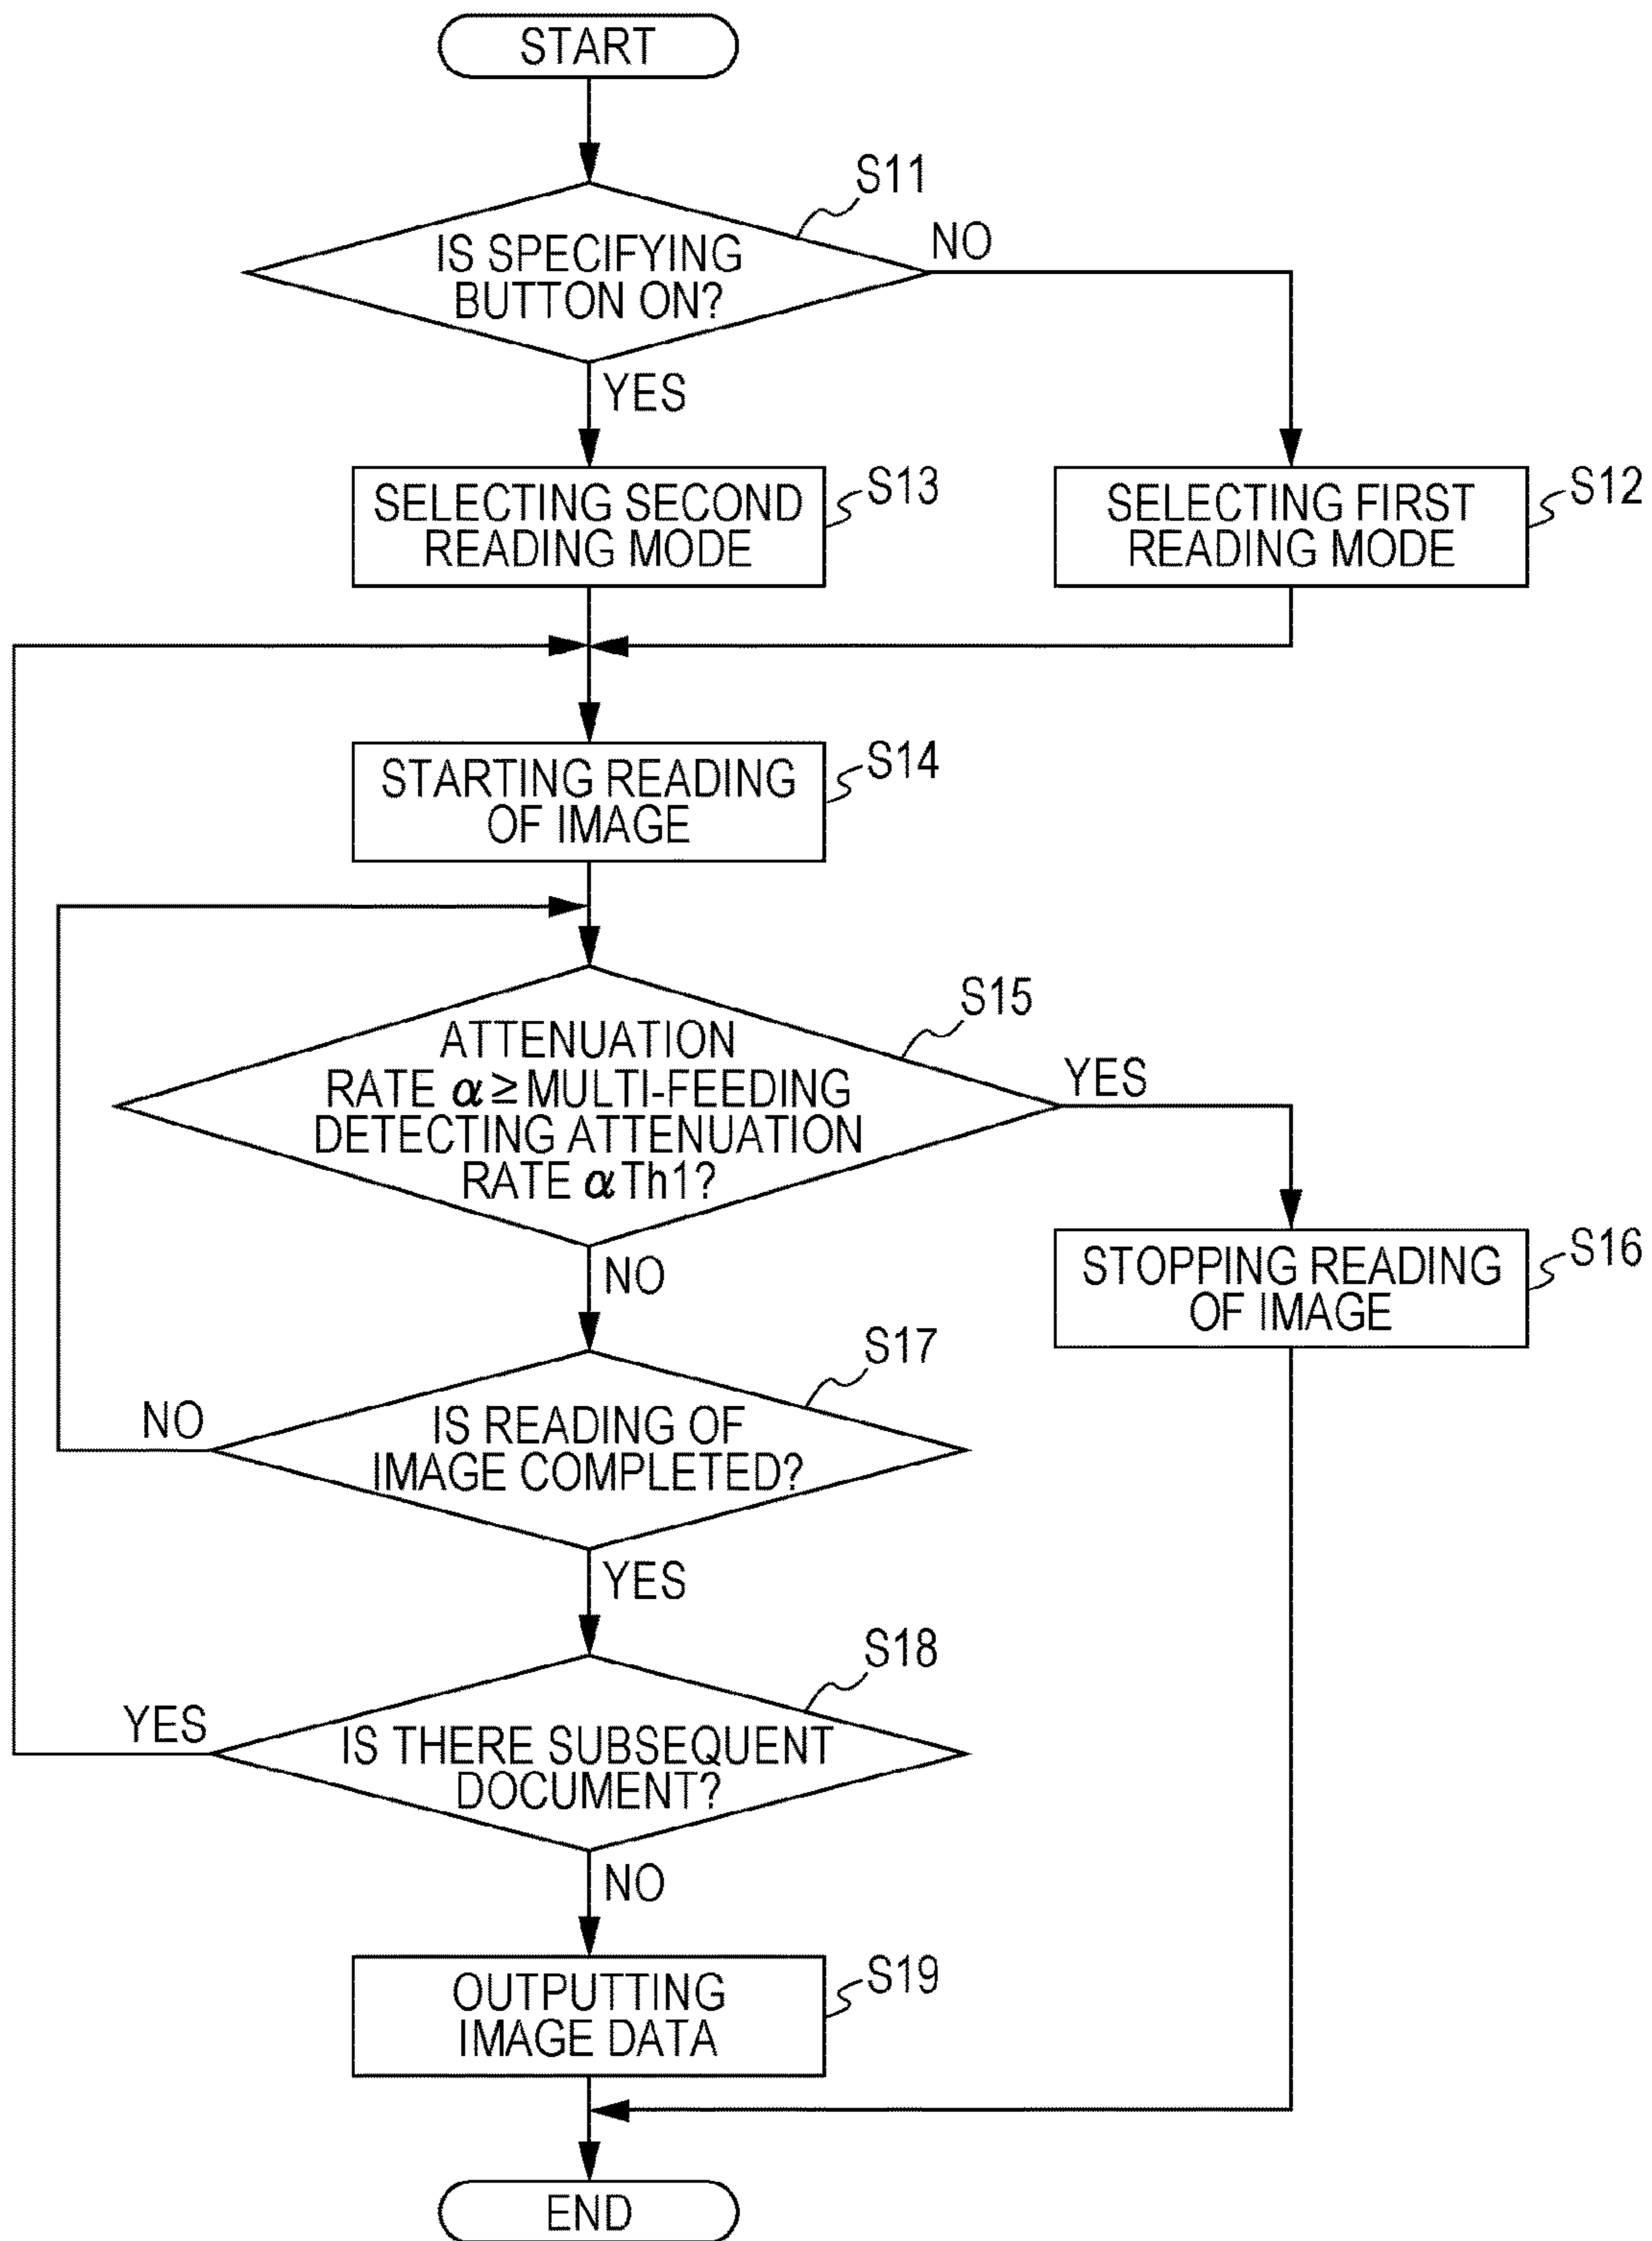 START
S11
IS SPECIFYING
BUTTON ON?
NO
YES
SELECTING SECOND
READING MODE
S13
SELECTING FIRST
READING MODE
S12
STARTING READING
OF IMAGE
S14
S15
ATTENUATION
RATE α ≥ MULTI-FEEDING
DETECTING ATTENUATION
RATE α Th1?
YES
NO
STOPPING READING
OF IMAGE
S16
S17
NO
IS READING OF
IMAGE COMPLETED?
YES
S18
YES
IS THERE SUBSEQUENT
DOCUMENT?
NO
OUTPUTTING
IMAGE DATA
S19
END